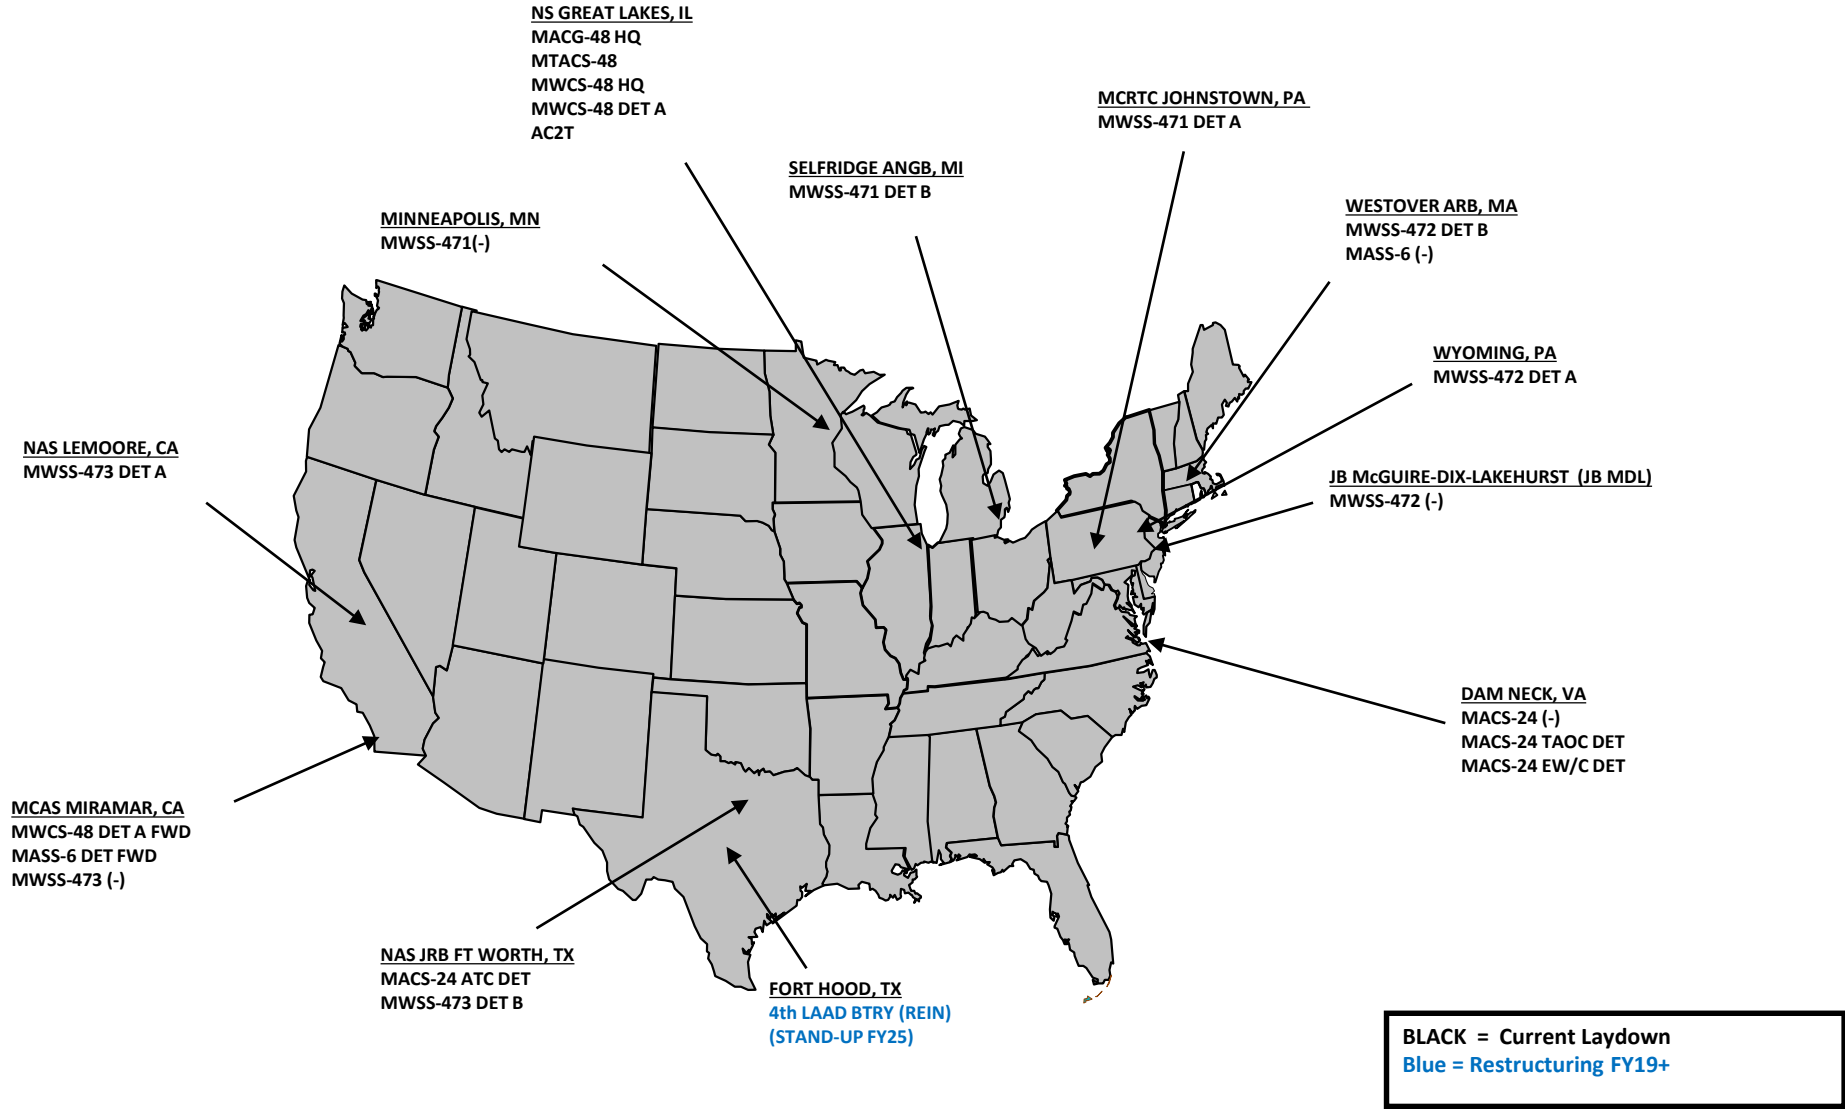 NS GREAT LAKES, IL
MACG-48 HQ
MTACS-48
MWCS-48 HQ
MWCS-48 DET A
AC2T
MCRTC JOHNSTOWN, PA
MWSS-471 DET A
SELFRIDGE ANGB, MI
MWSS-471 DET B
MINNEAPOLIS, MN
MWSS-471(-)
WESTOVER ARB, MA
MWSS-472 DET B
MASS-6 (-)
WYOMING, PA
MWSS-472 DET A
NAS LEMOORE, CA
MWSS-473 DET A
JB McGUIRE-DIX-LAKEHURST (JB MDL)
MWSS-472 (-)
DAM NECK, VA
MACS-24 (-)
MACS-24 TAOC DET
MACS-24 EW/C DET
MCAS MIRAMAR, CA
MWCS-48 DET A FWD
MASS-6 DET FWD
MWSS-473 (-)
NAS JRB FT WORTH, TX
MACS-24 ATC DET
MWSS-473 DET B
FORT HOOD, TX
4th LAAD BTRY (REIN)
(STAND-UP FY25)
BLACK = Current Laydown
Blue = Restructuring FY19+